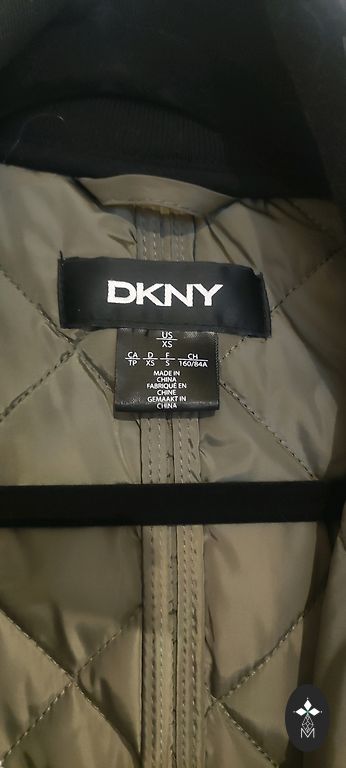 DKNY
US
XS
CA D F CH
TP XS S 160/84A
MADE IN
CHINA
FABRIQUÉ EN
CHINE
GEMAAKT IN
CHINA
M